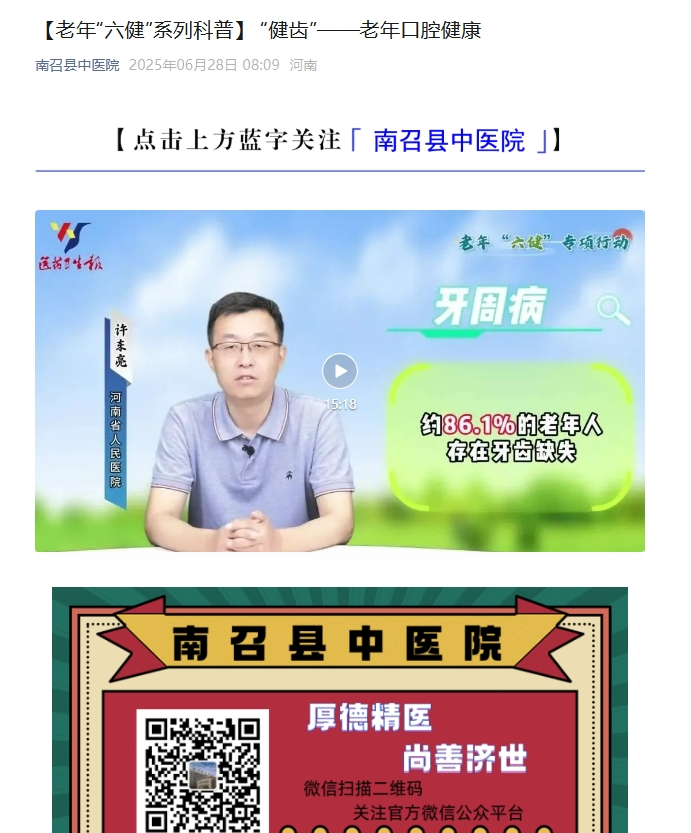 【老年“六健”系列科普】 “健齿”——老年口腔健康
南召县中医院 2025年06月28日 08:09 河南
【点击上方蓝字关注「 南召县中医院 」】
医药卫生报
老年“六健”专项行动
牙周病
许来亮
河南省人民医院
15:18
约86.1%的老年人
存在牙齿缺失
南召县中医院
厚德精医
尚善济世
微信扫描二维码
关注官方微信公众平台